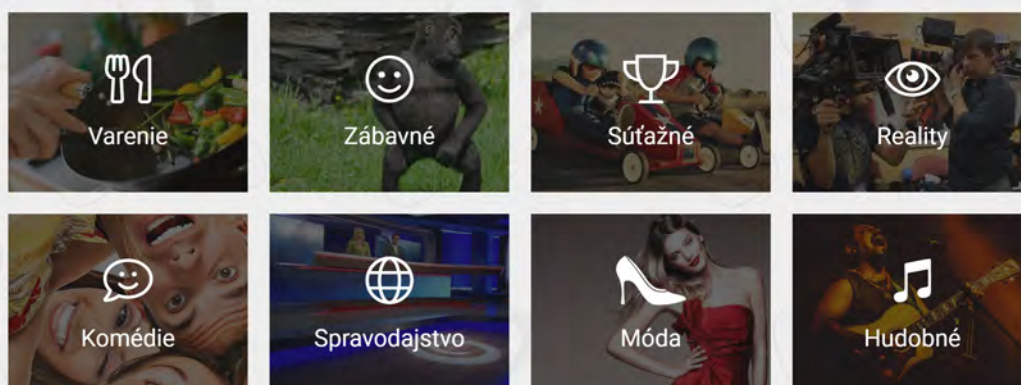 Varenie
Zábavné
Súťažné
Reality
Komédie
Spravodajstvo
Móda
Hudobné